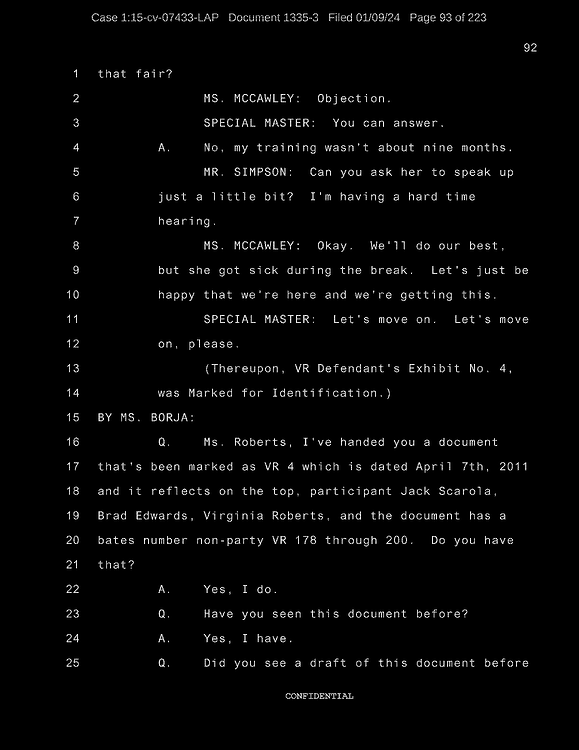 Case 1:15-cv-07433-LAP Document 1335-3 Filed 01/09/24 Page 93 of 223
92
1 that fair?
2 MS. MCCAWLEY: Objection.
3 SPECIAL MASTER: You can answer.
4 A. No, my training wasn't about nine months.
5 MR. SIMPSON: Can you ask her to speak up
6 just a little bit? I'm having a hard time
7 hearing.
8 MS. MCCAWLEY: Okay. We'll do our best,
9 but she got sick during the break. Let's just be
10 happy that we're here and we're getting this.
11 SPECIAL MASTER: Let's move on. Let's move
12 on, please.
13 (Thereupon, VR Defendant's Exhibit No. 4,
14 was Marked for Identification.)
15 BY MS. BORJA:
16 Q. Ms. Roberts, I've handed you a document
17 that's been marked as VR 4 which is dated April 7th, 2011
18 and it reflects on the top, participant Jack Scarola,
19 Brad Edwards, Virginia Roberts, and the document has a
20 bates number non-party VR 178 through 200. Do you have
21 that?
22 A. Yes, I do.
23 Q. Have you seen this document before?
24 A. Yes, I have.
25 Q. Did you see a draft of this document before
CONFIDENTIAL